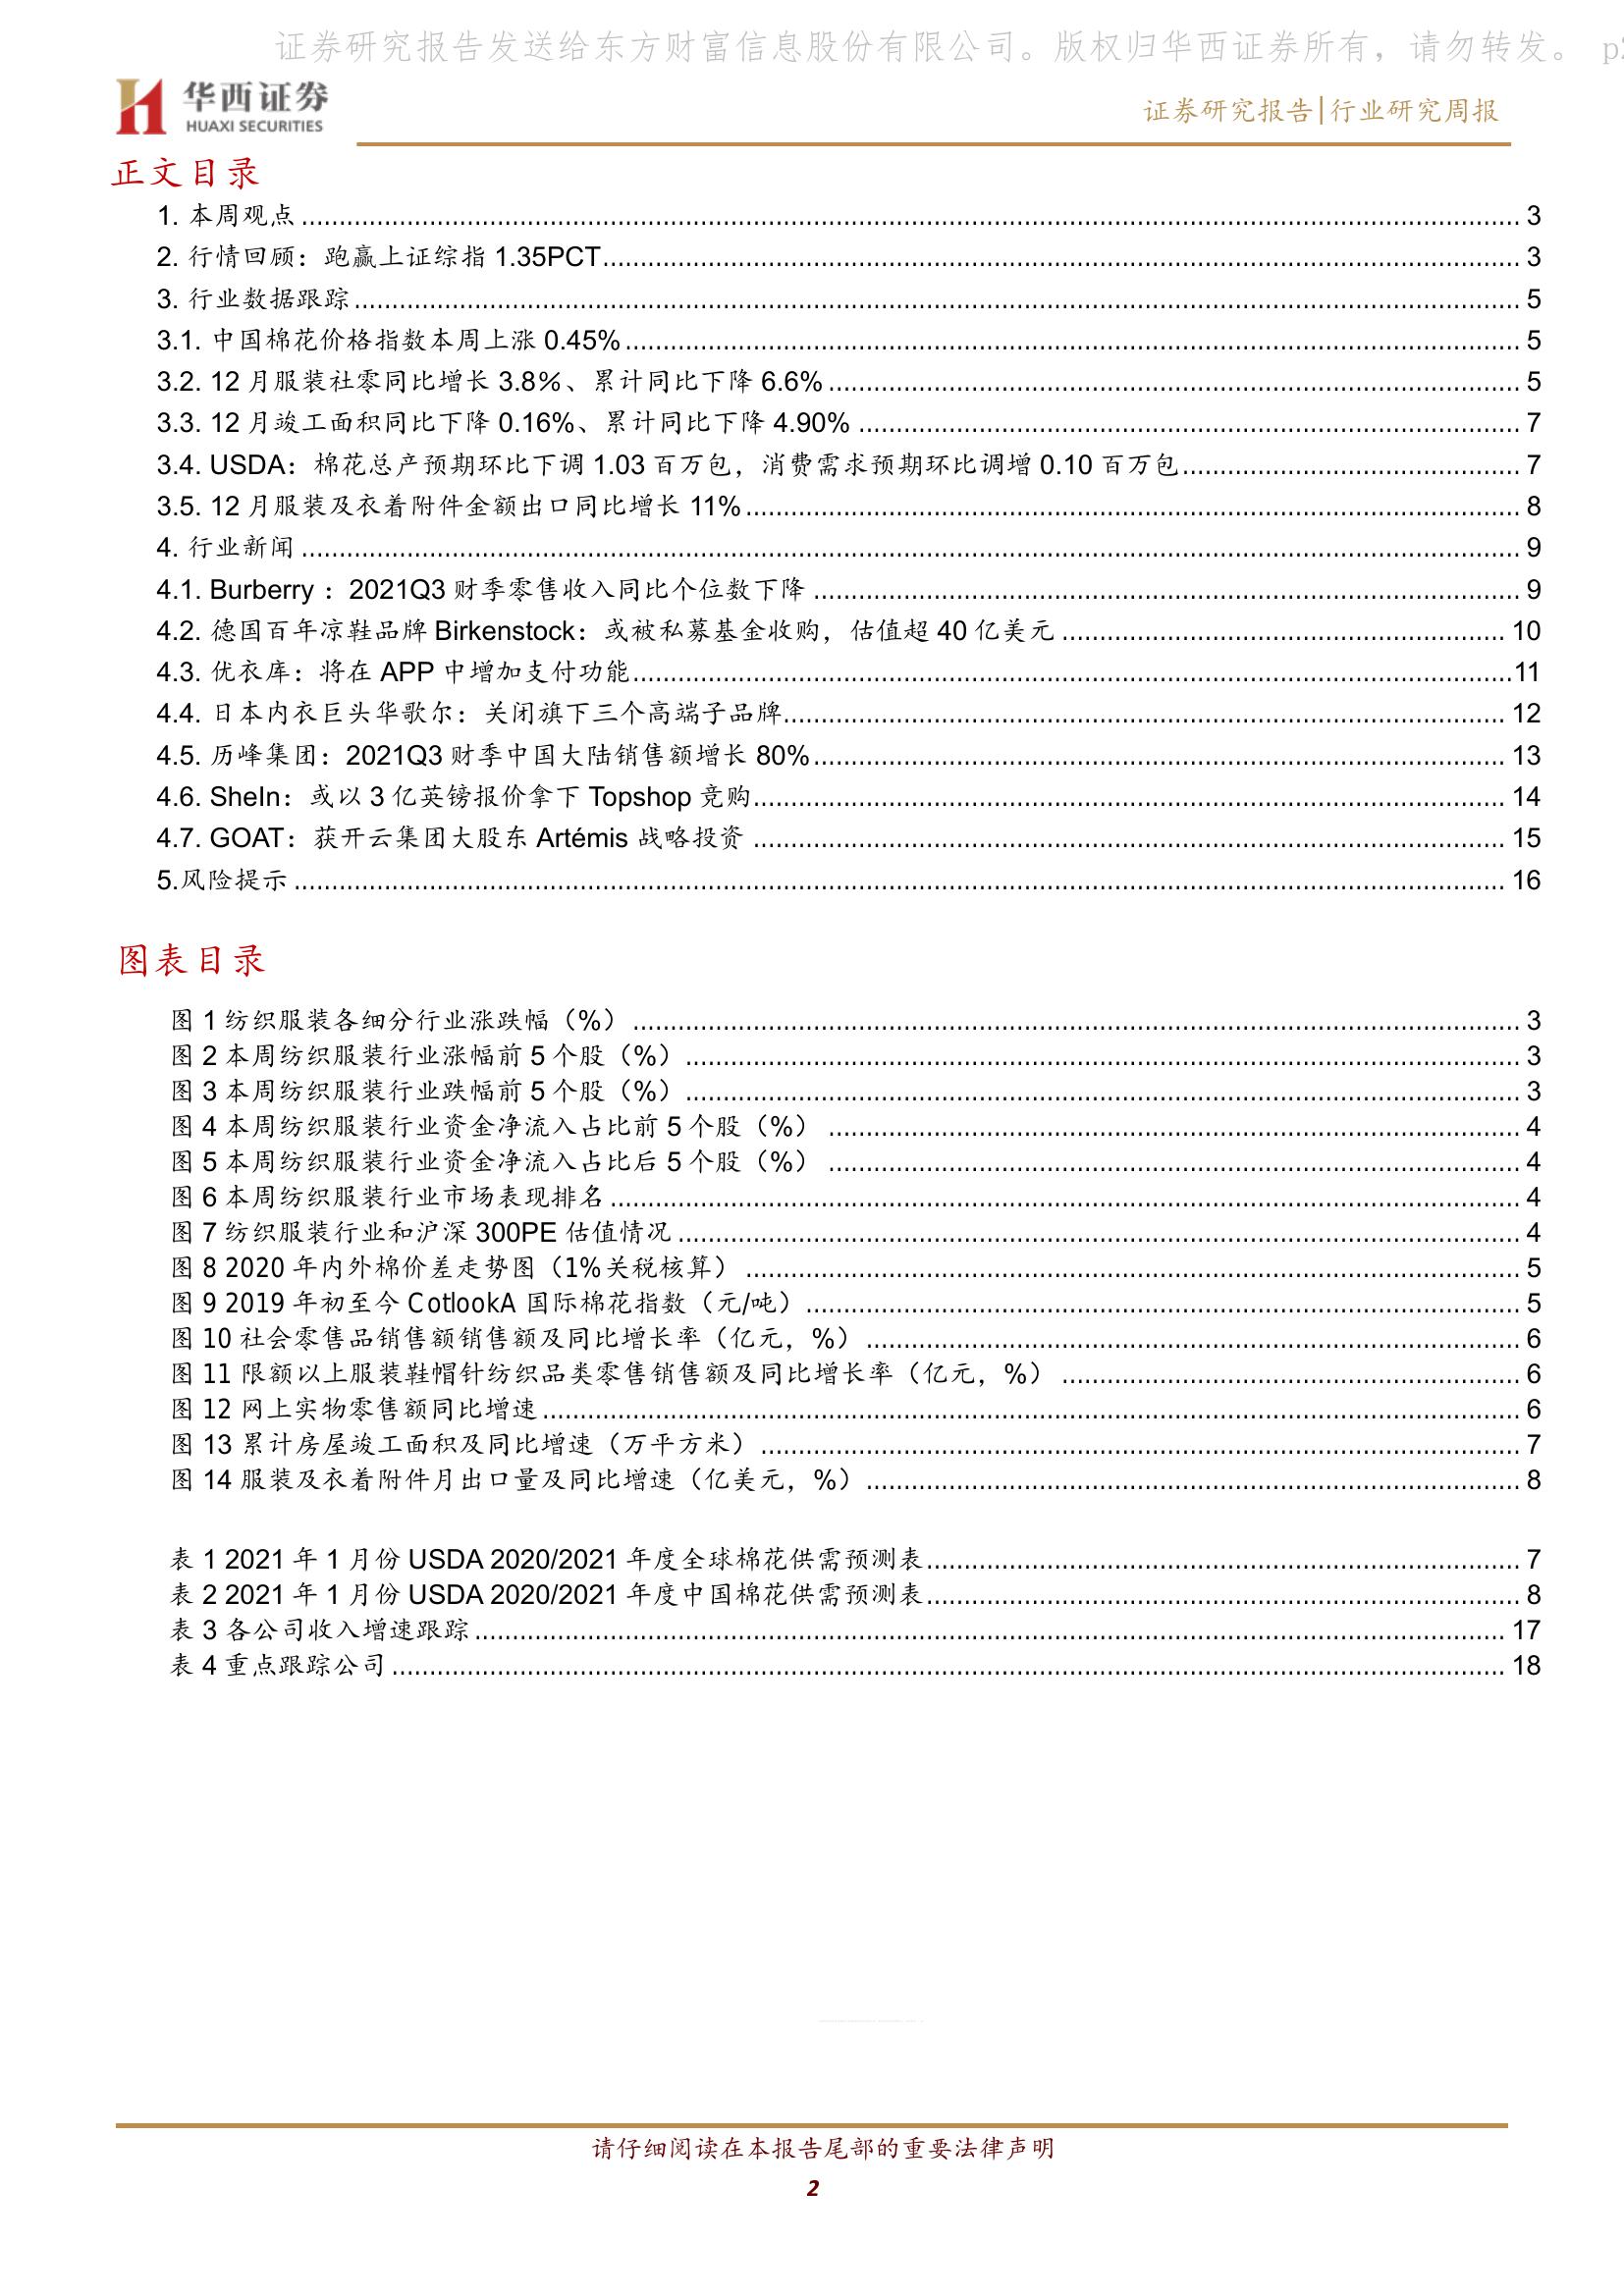 证券研究报告发送给东方财富信息股份有限公司。版权归华西证券所有，请勿转发。 p2
华西证券
HUAXI SECURITIES
证券研究报告|行业研究周报
正文目录
1. 本周观点 ........ 3
2. 行情回顾：跑赢上证综指 1.35PCT ........ 3
3. 行业数据跟踪 ........ 5
3.1. 中国棉花价格指数本周上涨 0.45% ........ 5
3.2. 12 月服装社零同比增长 3.8%、累计同比下降 6.6% ........ 5
3.3. 12 月竣工面积同比下降 0.16%、累计同比下降 4.90% ........ 7
3.4. USDA：棉花总产预期环比下调 1.03 百万包，消费需求预期环比调增 0.10 百万包 ........ 7
3.5. 12 月服装及衣着附件金额出口同比增长 11% ........ 8
4. 行业新闻 ........ 9
4.1. Burberry ：2021Q3 财季零售收入同比个位数下降 ........ 9
4.2. 德国百年凉鞋品牌 Birkenstock：或被私募基金收购，估值超 40 亿美元 ........ 10
4.3. 优衣库：将在 APP 中增加支付功能 ........ 11
4.4. 日本内衣巨头华歌尔：关闭旗下三个高端子品牌 ........ 12
4.5. 历峰集团：2021Q3 财季中国大陆销售额增长 80% ........ 13
4.6. SheIn：或以 3 亿英镑报价拿下 Topshop 竞购 ........ 14
4.7. GOAT：获开云集团大股东 Artémis 战略投资 ........ 15
5.风险提示 ........ 16
图表目录
图 1 纺织服装各细分行业涨跌幅（%） ........ 3
图 2 本周纺织服装行业涨幅前 5 个股（%） ........ 3
图 3 本周纺织服装行业跌幅前 5 个股（%） ........ 3
图 4 本周纺织服装行业资金净流入占比前 5 个股（%） ........ 4
图 5 本周纺织服装行业资金净流入占比后 5 个股（%） ........ 4
图 6 本周纺织服装行业市场表现排名 ........ 4
图 7 纺织服装行业和沪深 300PE 估值情况 ........ 4
图 8 2020 年内外棉价差走势图（1%关税核算） ........ 5
图 9 2019 年初至今 CotlookA 国际棉花指数（元/吨） ........ 5
图 10 社会零售品销售额销售额及同比增长率（亿元，%） ........ 6
图 11 限额以上服装鞋帽针纺织品类零售销售额及同比增长率（亿元，%） ........ 6
图 12 网上实物零售额同比增速 ........ 6
图 13 累计房屋竣工面积及同比增速（万平方米） ........ 7
图 14 服装及衣着附件月出口量及同比增速（亿美元，%） ........ 8
表 1 2021 年 1 月份 USDA 2020/2021 年度全球棉花供需预测表 ........ 7
表 2 2021 年 1 月份 USDA 2020/2021 年度中国棉花供需预测表 ........ 8
表 3 各公司收入增速跟踪 ........ 17
表 4 重点跟踪公司 ........ 18
请仔细阅读在本报告尾部的重要法律声明
2